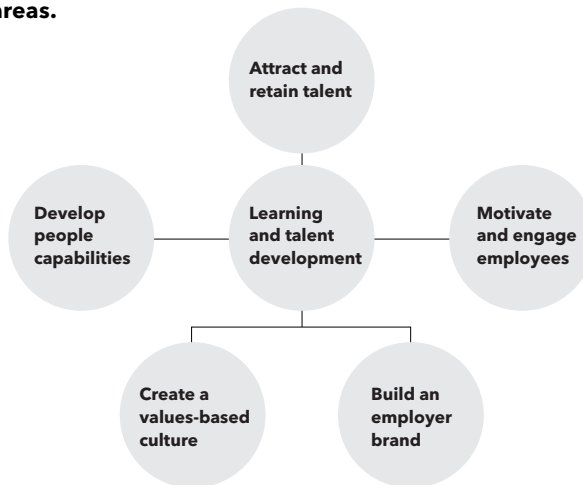 areas.
Attract and
retain talent
Develop
people
capabilities
Learning
and talent
development
Motivate
and engage
employees
Create a
values-based
culture
Build an
employer
brand